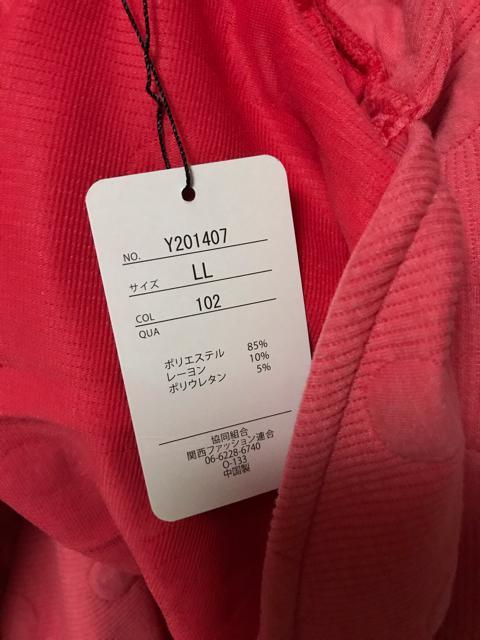 NO. Y201407
サイズ LL
COL 102
QUA
ポリエステル 85%
レーヨン 10%
ポリウレタン 5%
協同組合
関西ファッション連合
06-6228-6740
O-133
中国製